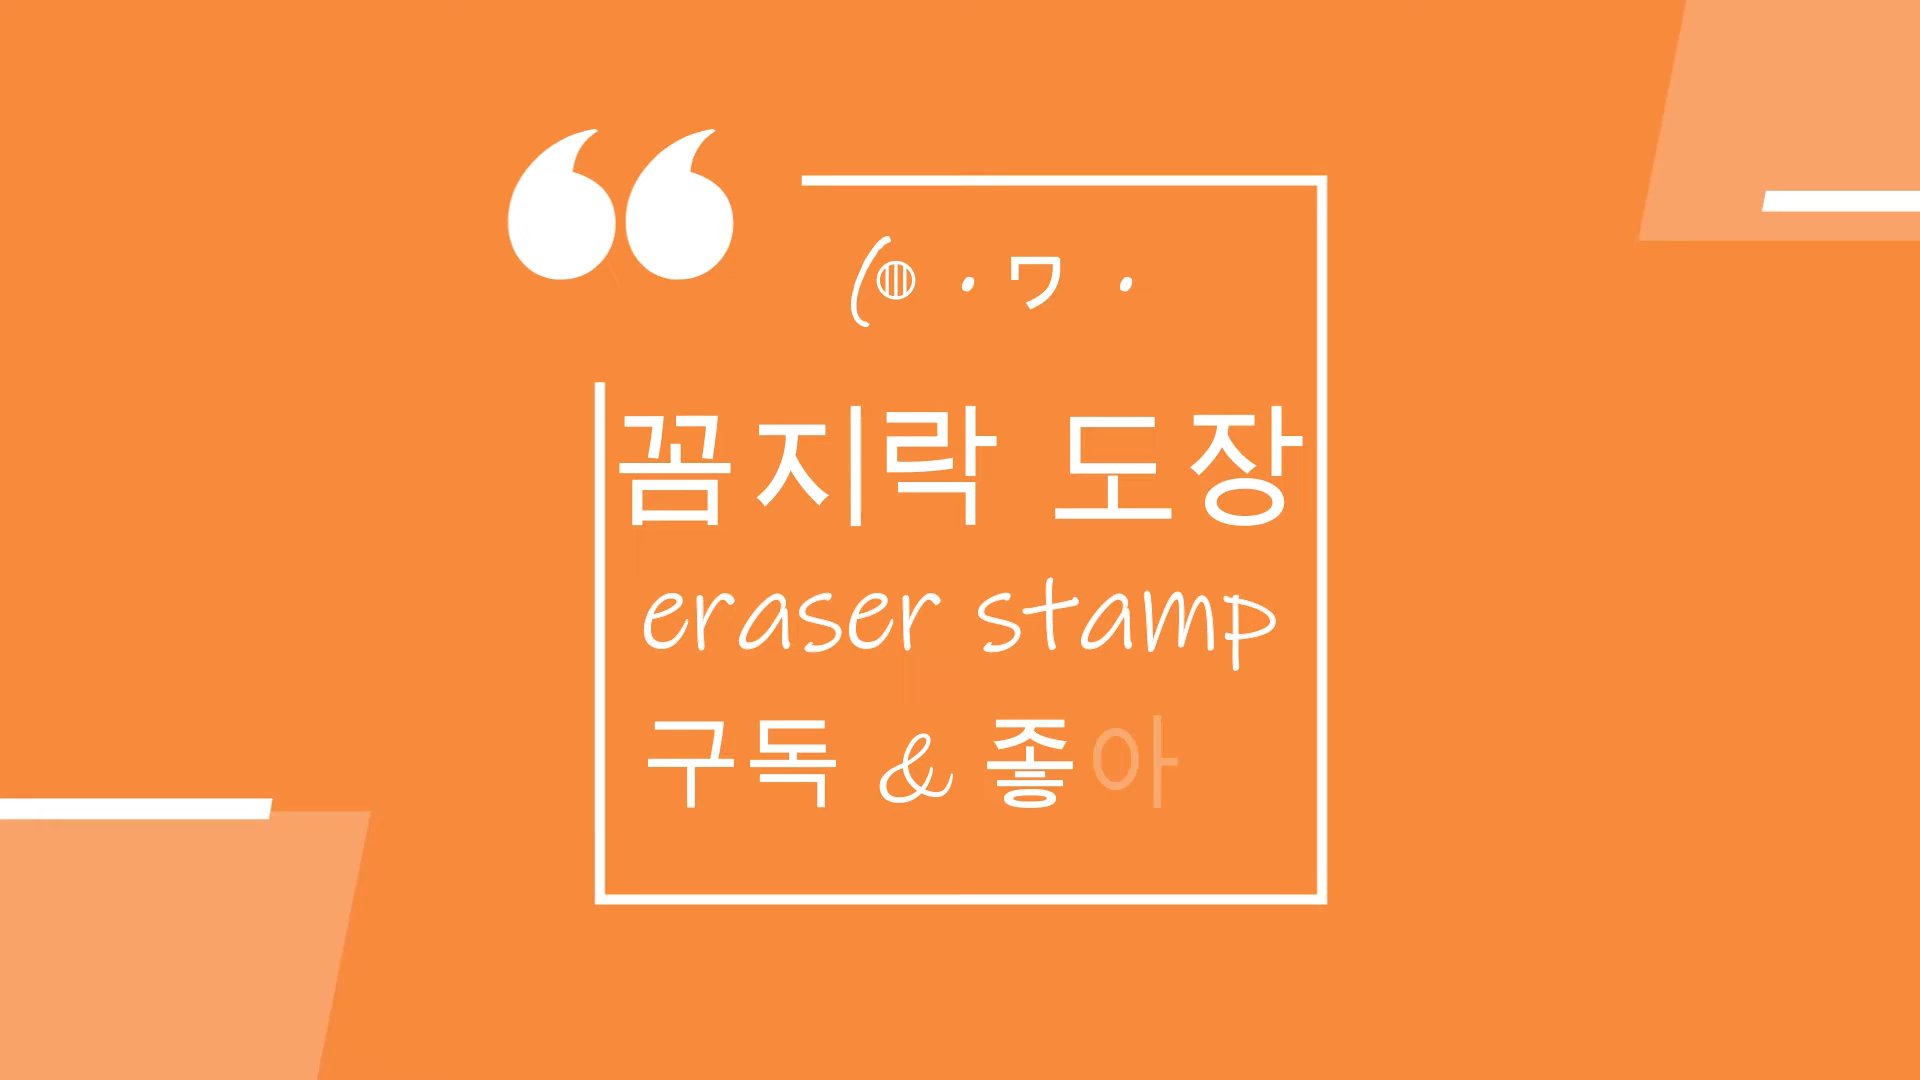 (◍・ワ・
꼼지락 도장
eraser stamp
구독 & 좋아